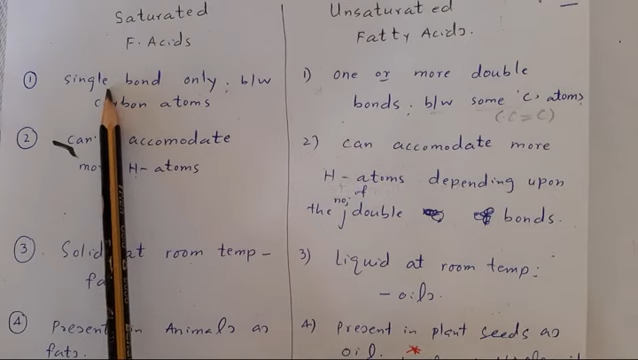 Saturated
F. Acids
① single bond only; b/w
carbon atoms
② accomodate
H-atoms
③ Solid at room temp -
④ Present in Animals as
fats.
Unsaturated
Fatty Acids.
1) one or more double
bonds; b/w some 'C' atoms
(C=C)
2) can accomodate more
H-atoms depending upon
the no; of double bonds.
3) Liquid at room temp:
- oils.
4) Present in plant seeds as
oil. *